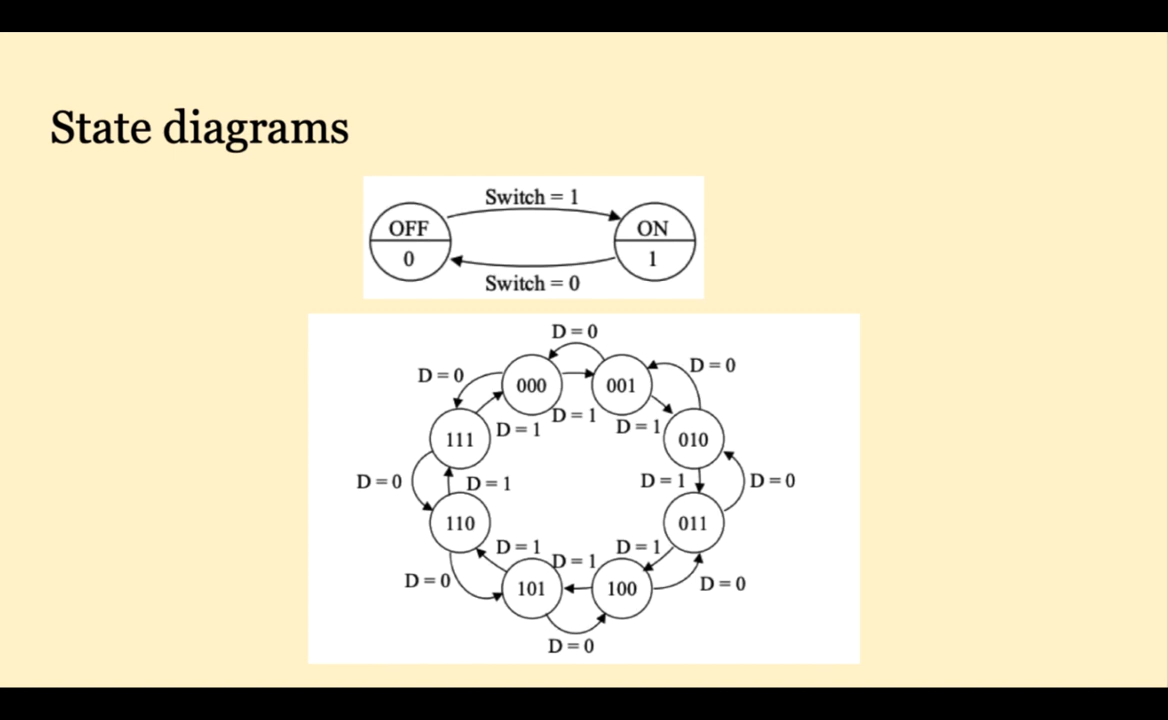 State diagrams
Switch = 1
OFF
ON
0
1
Switch = 0
D = 0
D = 0
D = 0
000
001
D = 1
D = 1
D = 1
111
010
D = 0
D = 1
D = 1
D = 0
110
011
D = 1
D = 1
D = 1
D = 0
101
100
D = 0
D = 0